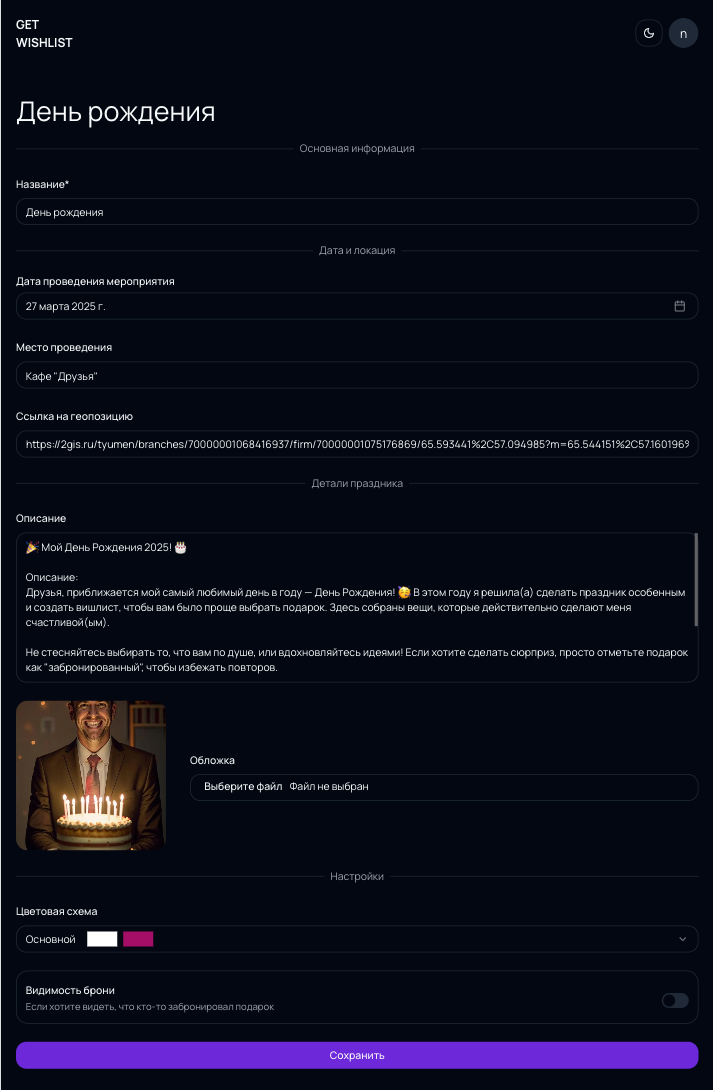 GET
WISHLIST
n
День рождения
Основная информация
Название*
День рождения
Дата и локация
Дата проведения мероприятия
27 марта 2025 г.
Место проведения
Кафе "Друзья"
Ссылка на геопозицию
https://2gis.ru/tyumen/branches/70000001068416937/firm/70000001075176869/65.593441%2C57.094985?m=65.544151%2C57.160196%
Детали праздника
Описание
🎉 Мой День Рождения 2025! 🎂
Описание:
Друзья, приближается мой самый любимый день в году — День Рождения! 🥳 В этом году я решила(а) сделать праздник особенным
и создать вишлист, чтобы вам было проще выбрать подарок. Здесь собраны вещи, которые действительно сделают меня
счастливой(ым).
Не стесняйтесь выбирать то, что вам по душе, или вдохновляйтесь идеями! Если хотите сделать сюрприз, просто отметьте подарок
как "забронированный", чтобы избежать повторов.
Обложка
Выберите файл Файл не выбран
Настройки
Цветовая схема
Основной
Видимость брони
Если хотите видеть, что кто-то забронировал подарок
Сохранить